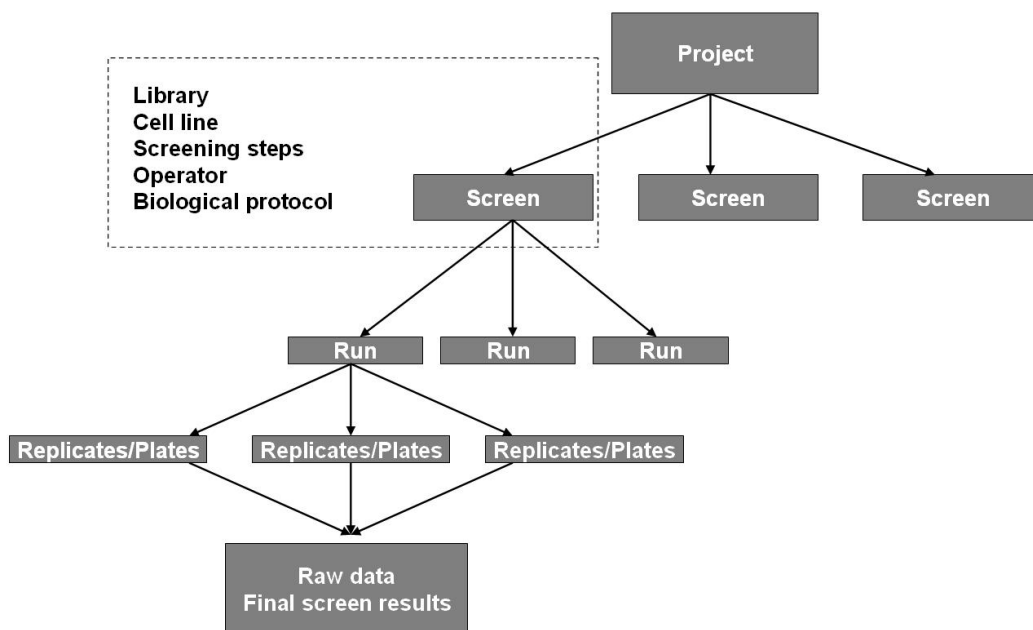 Project
Library
Cell line
Screening steps
Operator
Biological protocol
Screen
Screen
Screen
Run
Run
Run
Replicates/Plates
Replicates/Plates
Replicates/Plates
Raw data
Final screen results